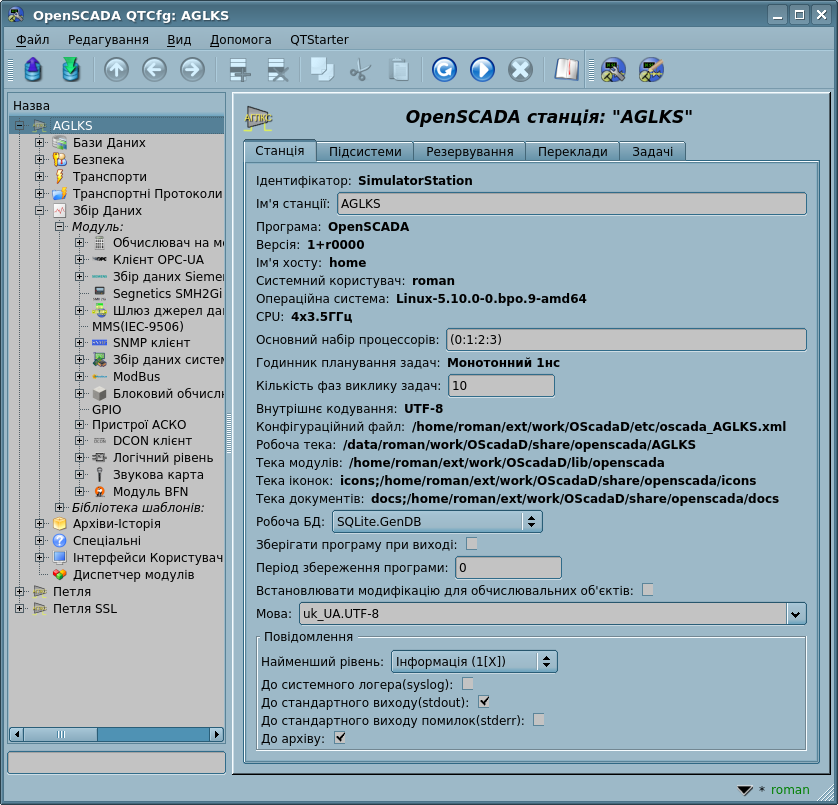 OpenSCADA QTCfg: AGLKS
Файл Редагування Вид Допомога QTStarter
Назва
AGLKS
Бази Даних
Безпека
Транспорти
Транспортні Протоколи
Збір Даних
Модуль:
Обчислювач на мо
Клієнт OPC-UA
Збір даних Siemen
Segnetics SMH2Gi
Шлюз джерел дан
MMS(IEC-9506)
SNMP клієнт
Збір даних систем
ModBus
Блоковий обчисл
GPIO
Пристрої АСКО
DCON клієнт
Логічний рівень
Звукова карта
Модуль BFN
Бібліотека шаблонів:
Архіви-Історія
Спеціальні
Інтерфейси Користувач
Диспетчер модулів
Петля
Петля SSL
АГЛКС
OpenSCADA станція: "AGLKS"
Станція Підсистеми Резервування Переклади Задачі
Ідентифікатор: SimulatorStation
Ім'я станції: AGLKS
Програма: OpenSCADA
Версія: 1+r0000
Ім'я хосту: home
Системний користувач: roman
Операційна система: Linux-5.10.0-0.bpo.9-amd64
CPU: 4x3.5ГГц
Основний набір процессорів: (0:1:2:3)
Годинник планування задач: Монотонний 1нс
Кількість фаз виклику задач: 10
Внутрішнє кодування: UTF-8
Конфігураційний файл: /home/roman/ext/work/OScadaD/etc/oscada_AGLKS.xml
Робоча тека: /data/roman/work/OScadaD/share/openscada/AGLKS
Тека модулів: /home/roman/ext/work/OScadaD/lib/openscada
Тека іконок: icons;/home/roman/ext/work/OScadaD/share/openscada/icons
Тека документів: docs;/home/roman/ext/work/OScadaD/share/openscada/docs
Робоча БД: SQLite.GenDB
Зберігати програму при виході:
Період збереження програми: 0
Встановлювати модифікацію для обчислювальних об'єктів:
Мова: uk_UA.UTF-8
Повідомлення
Найменший рівень: Інформація (1[X])
До системного логера(syslog):
До стандартного виходу(stdout):
До стандартного виходу помилок(stderr):
До архіву:
* roman